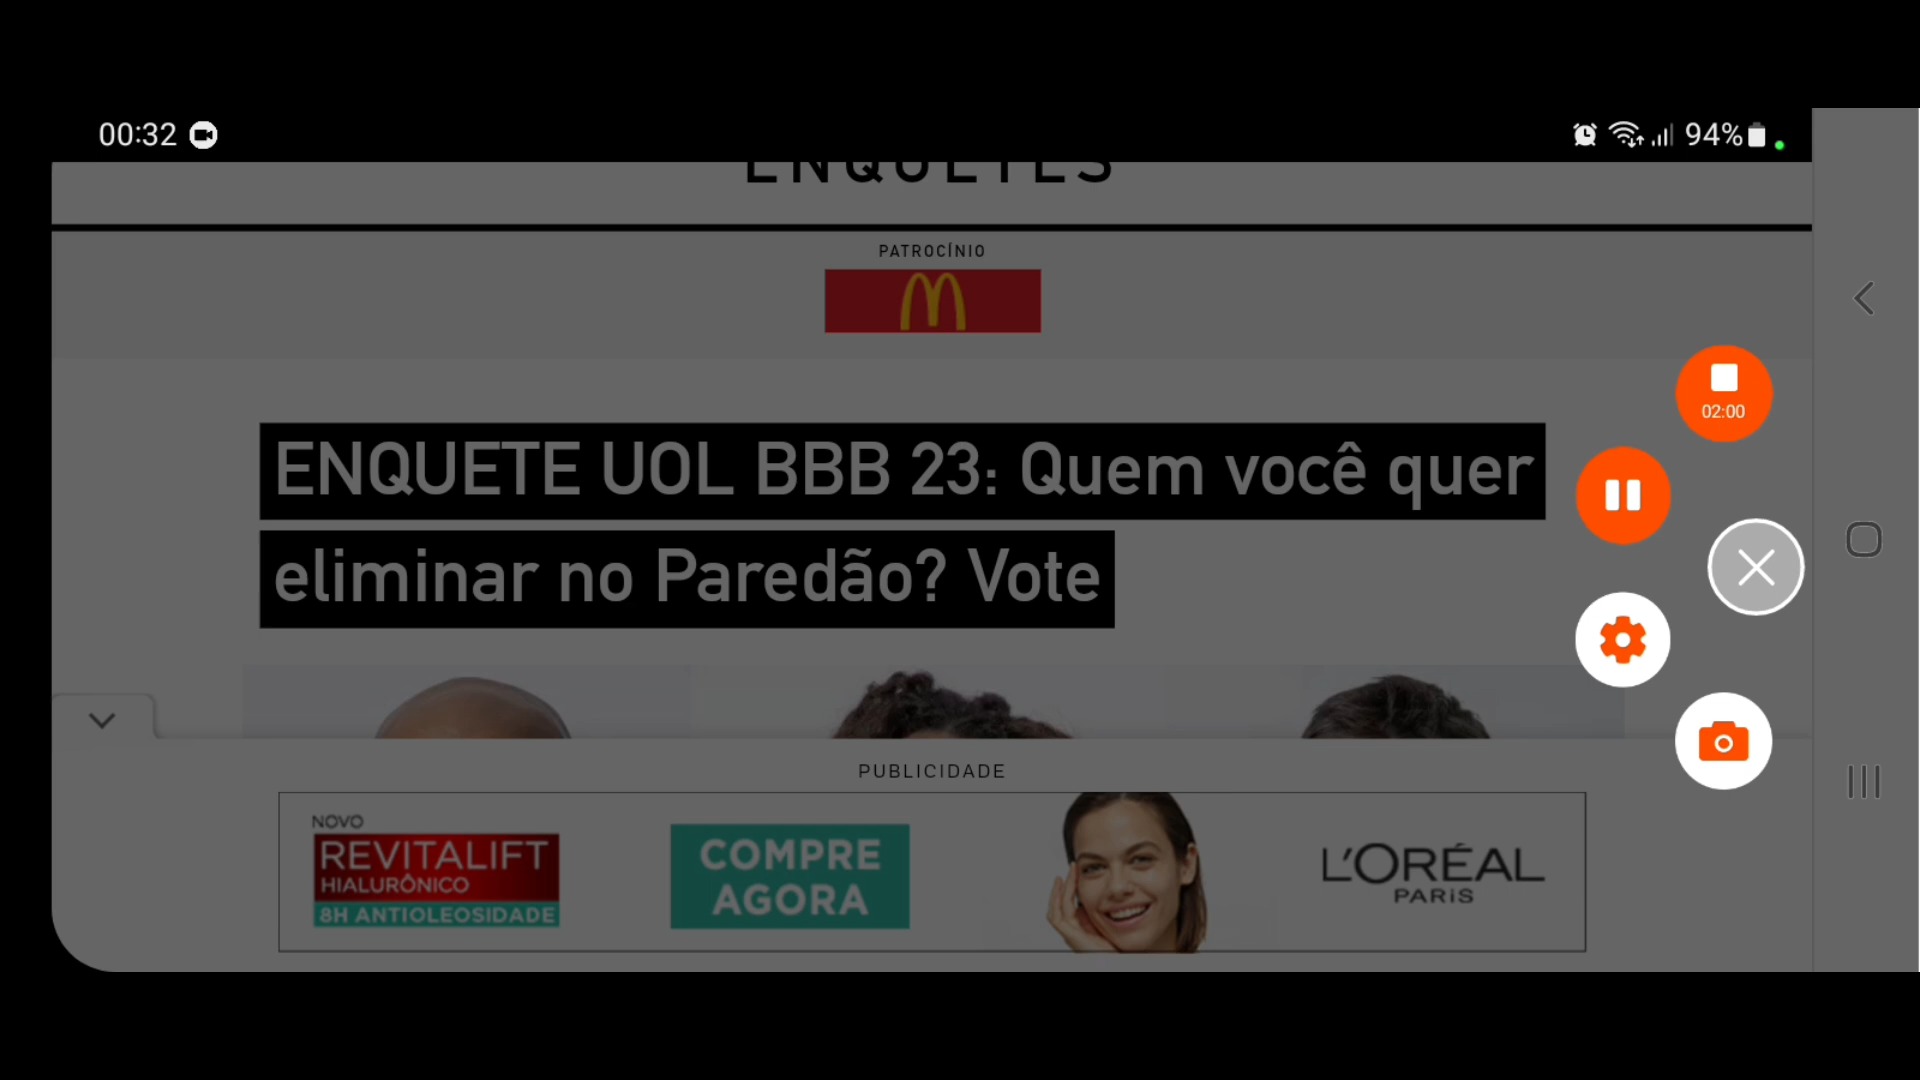 00:32
94%
ENQUETES
PATROCÍNIO
ENQUETE UOL BBB 23: Quem você quer
eliminar no Paredão? Vote
02:00
PUBLICIDADE
NOVO
REVITALIFT
HIALURÔNICO
8H ANTIOLEOSIDADE
COMPRE
AGORA
L'ORÉAL
PARiS